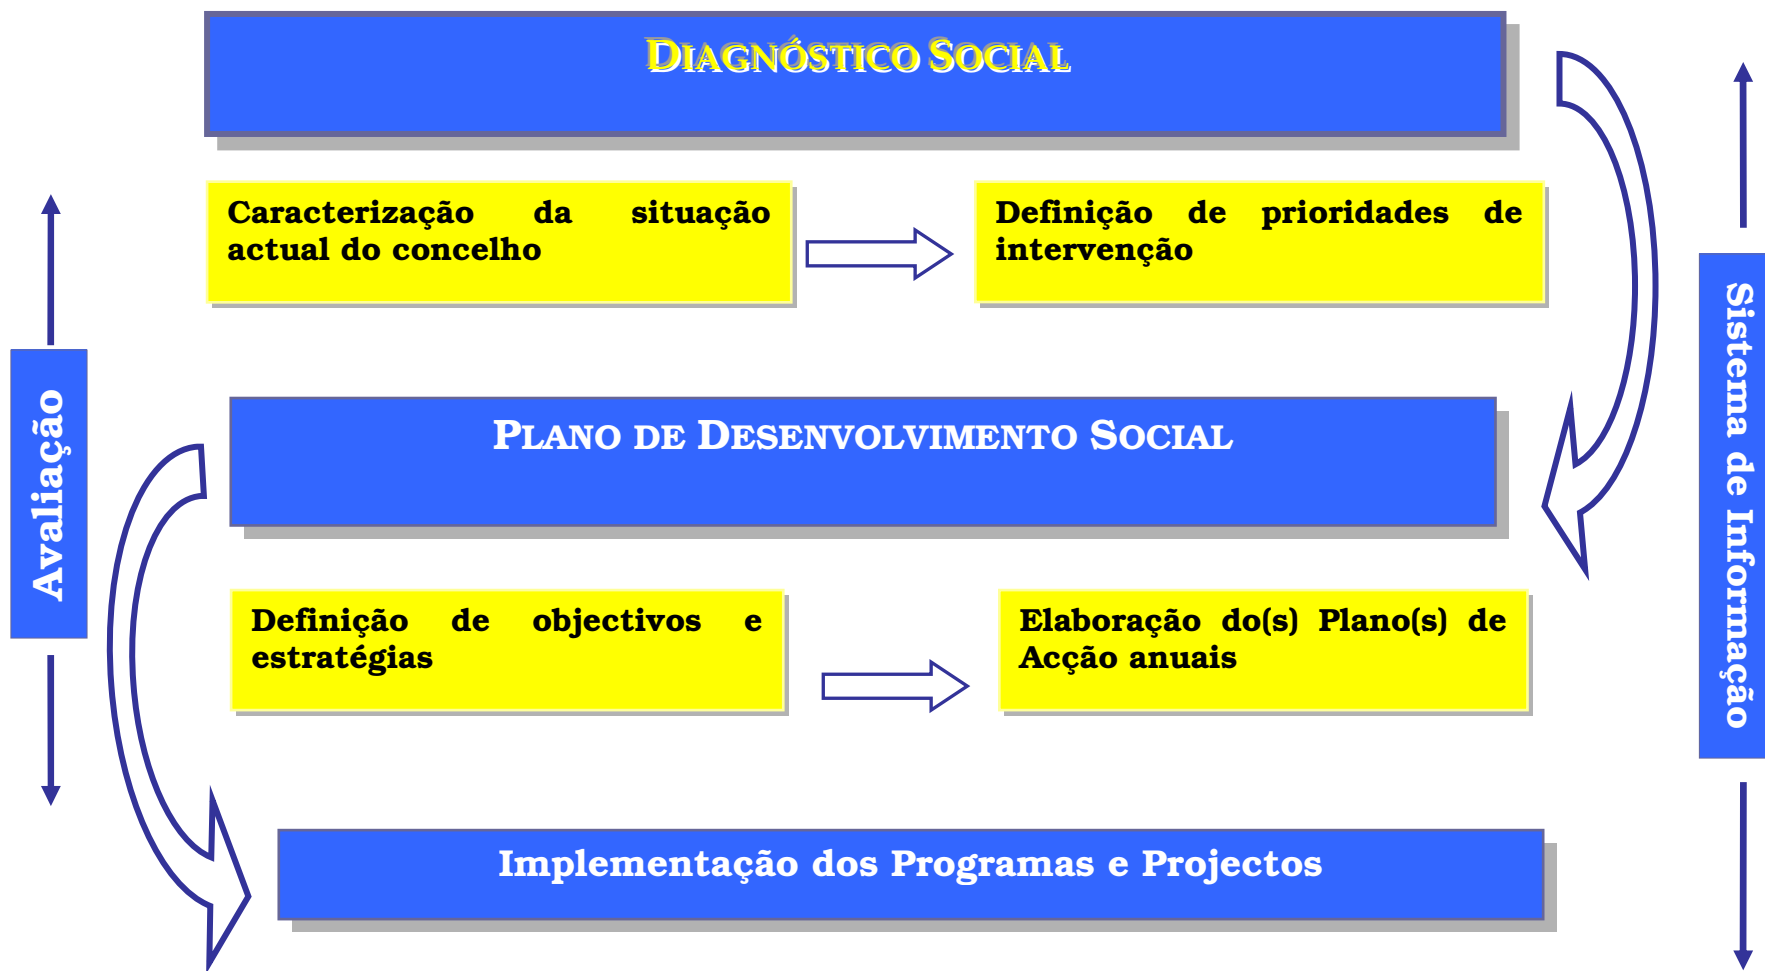 DIAGNÓSTICO SOCIAL
Caracterização da situação
actual do concelho
Definição de prioridades de
intervenção
Avaliação
Sistema de Informação
PLANO DE DESENVOLVIMENTO SOCIAL
Definição de objectivos e
estratégias
Elaboração do(s) Plano(s) de
Acção anuais
Implementação dos Programas e Projectos